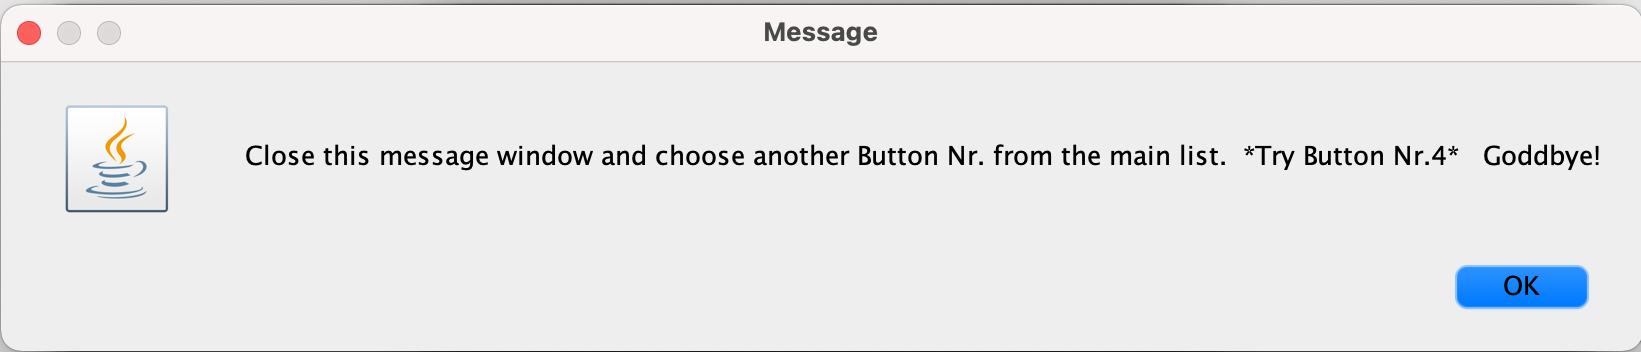 Message
Close this message window and choose another Button Nr. from the main list.  *Try Button Nr.4*   Goddbye!
OK